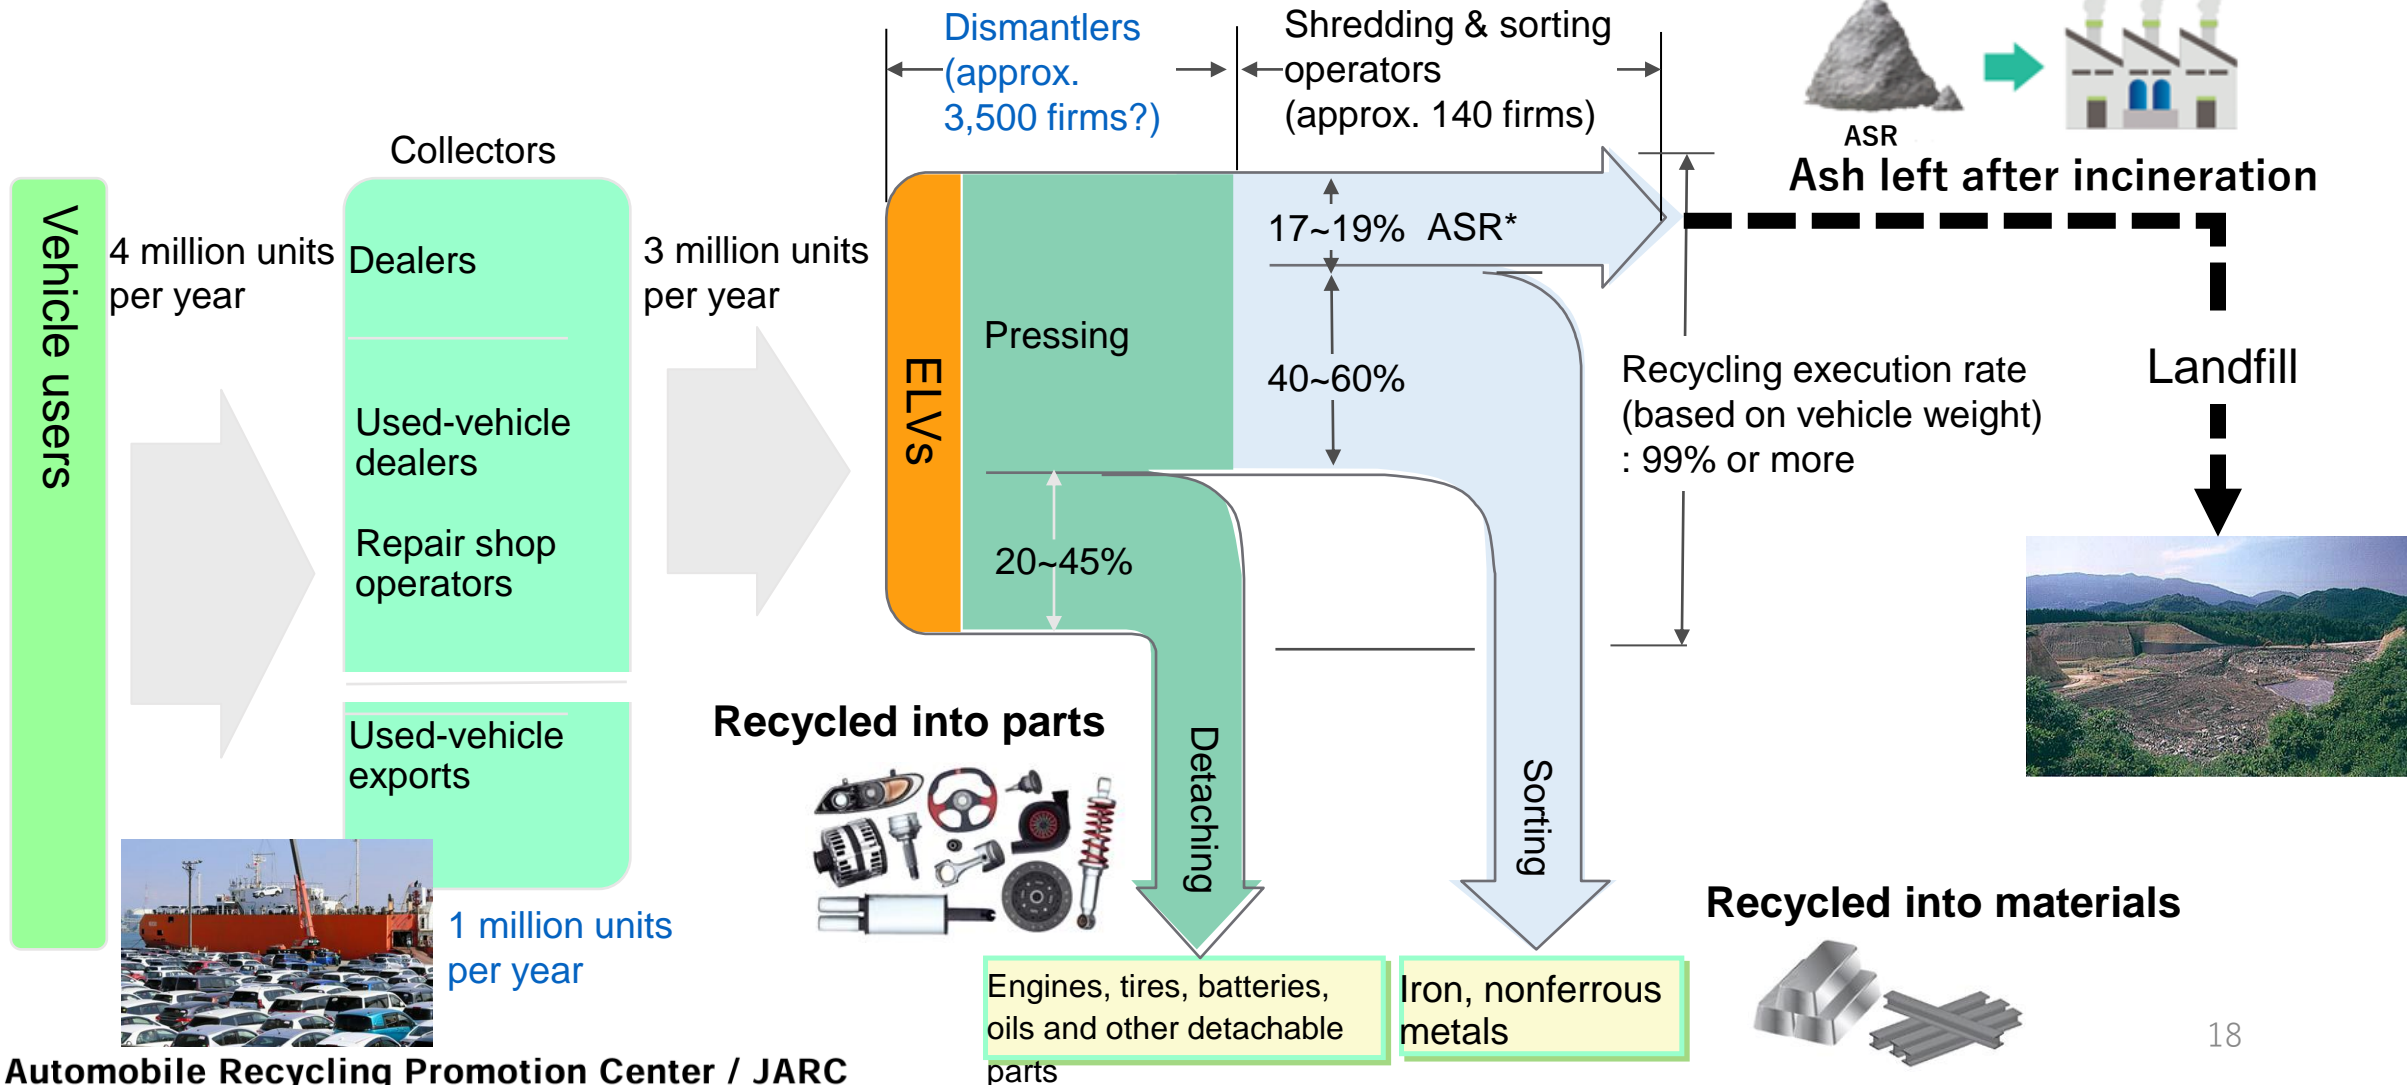 Dismantlers
(approx.
3,500 firms?)
Shredding & sorting
operators
(approx. 140 firms)
ASR
Ash left after incineration
Collectors
Vehicle users
4 million units
per year
Dealers
3 million units
per year
Used-vehicle
dealers
Repair shop
operators
Used-vehicle
exports
1 million units
per year
ELVs
Pressing
17~19% ASR*
40~60%
20~45%
Recycling execution rate
(based on vehicle weight)
: 99% or more
Landfill
Recycled into parts
Detaching
Sorting
Recycled into materials
Engines, tires, batteries,
oils and other detachable
parts
Iron, nonferrous
metals
18
Automobile Recycling Promotion Center / JARC